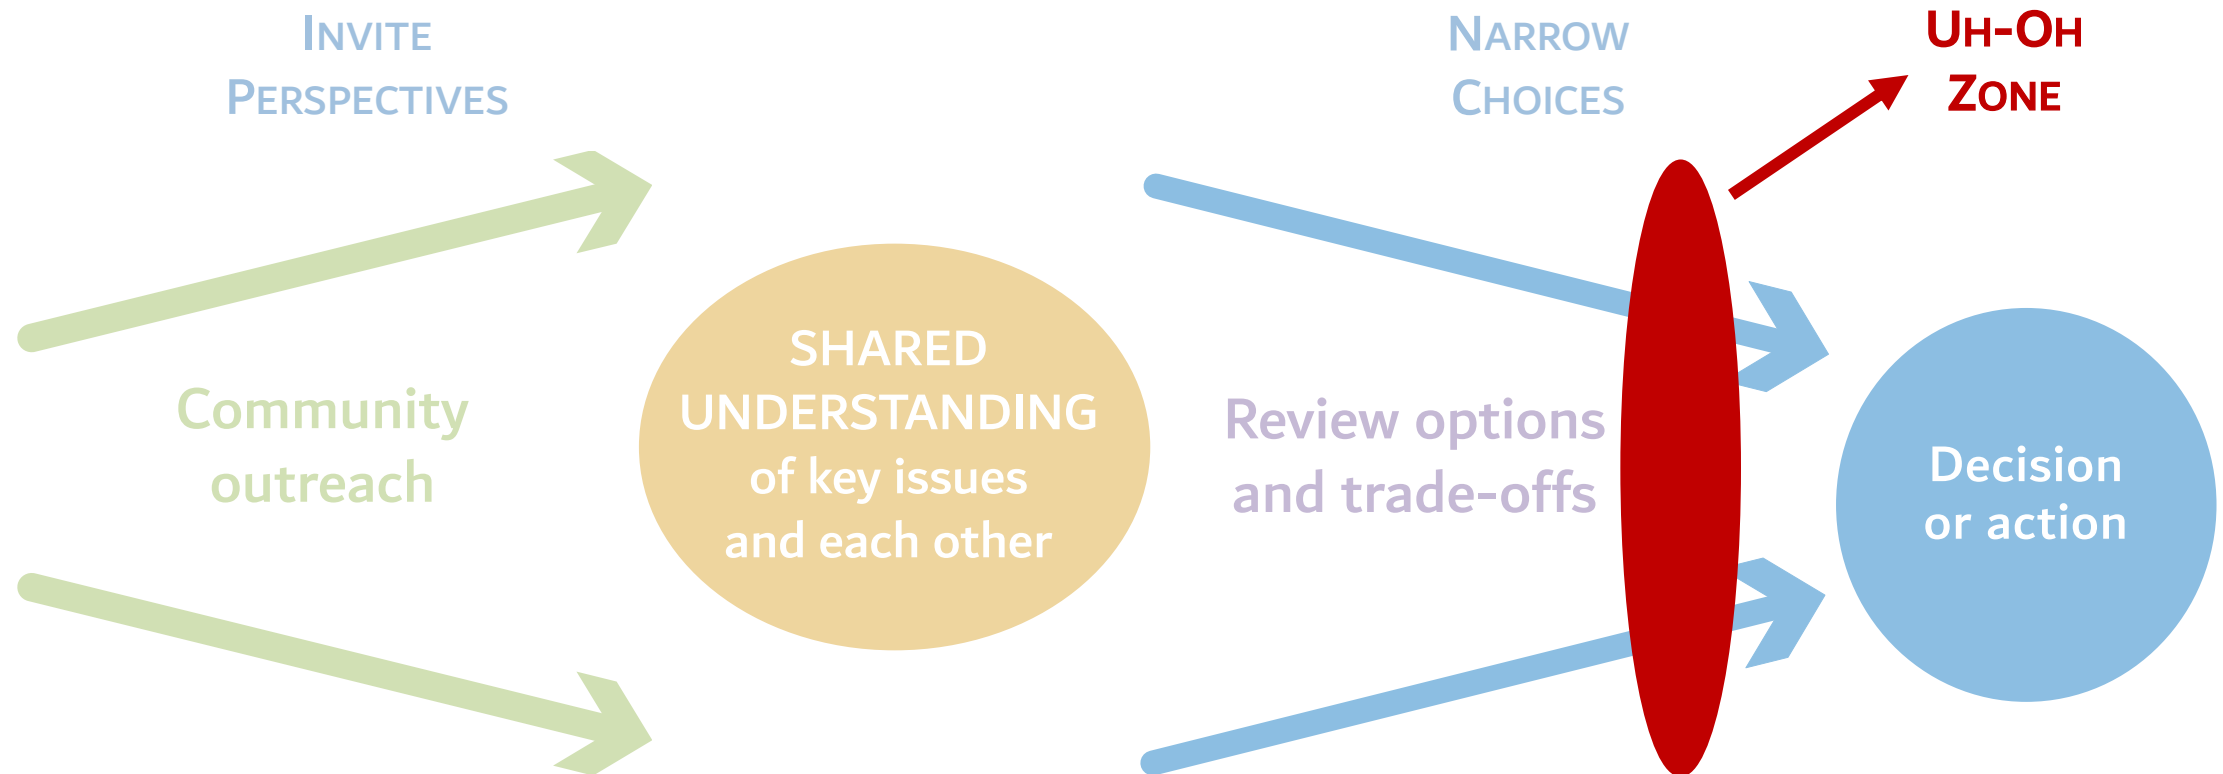 INVITE
PERSPECTIVES
NARROW
CHOICES
UH-OH
ZONE
Community
outreach
SHARED
UNDERSTANDING
of key issues
and each other
Review options
and trade-offs
Decision
or action